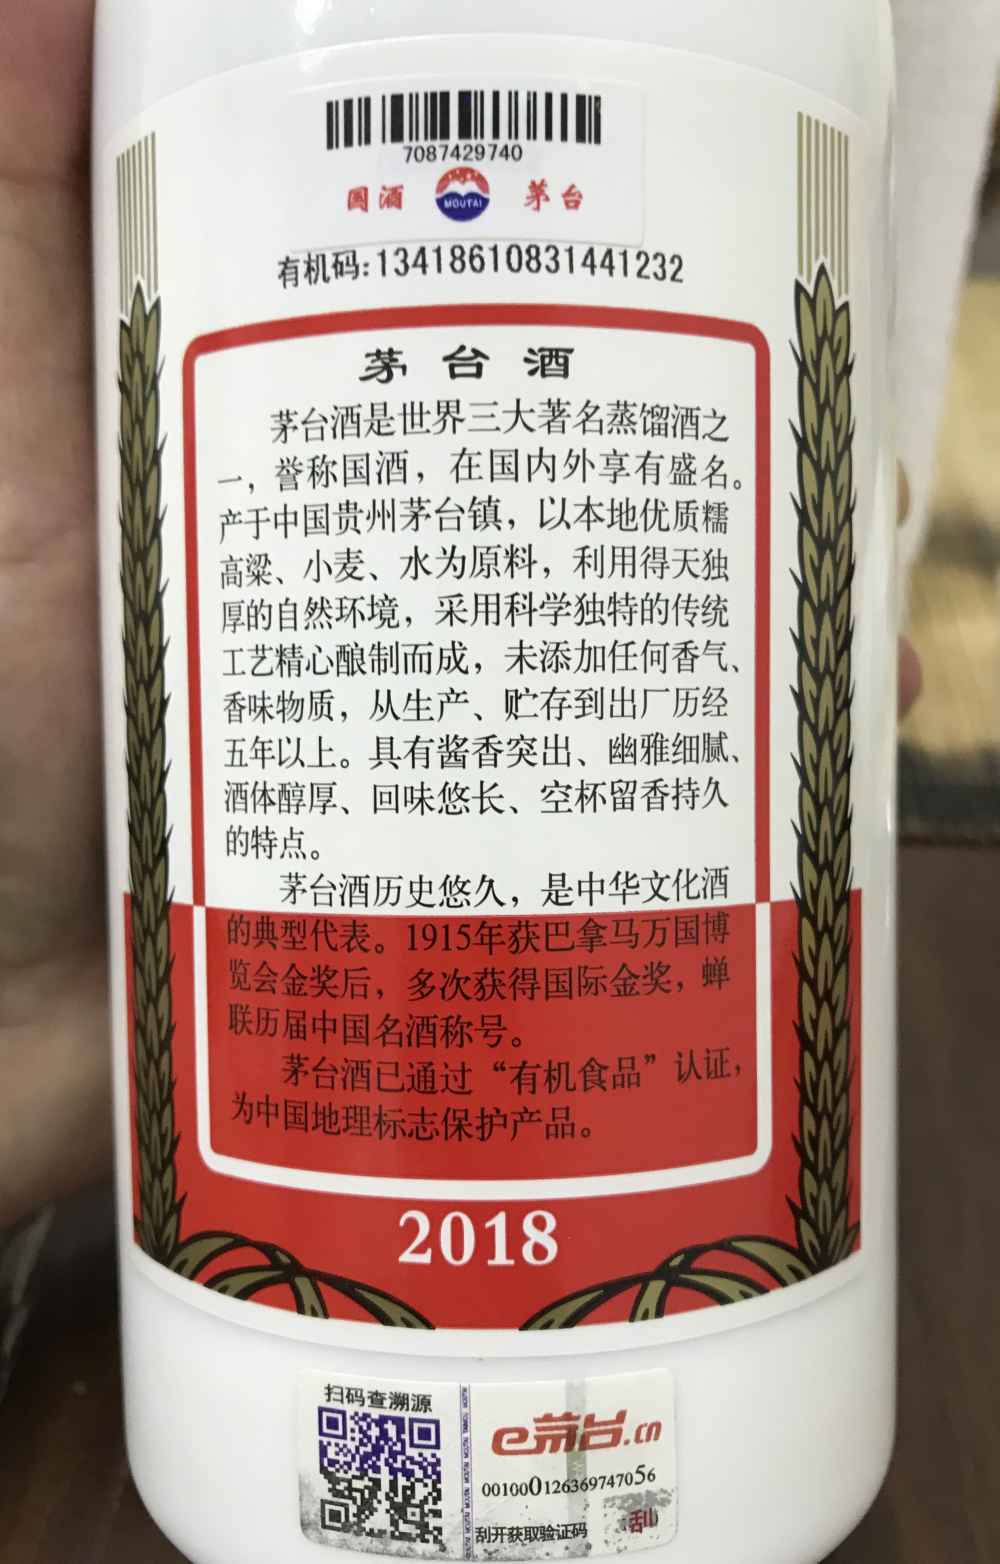 7087429740
国酒 MOUTAI 茅台
有机码:13418610831441232
茅台酒
茅台酒是世界三大著名蒸馏酒之
一，誉称国酒，在国内外享有盛名。
产于中国贵州茅台镇，以本地优质糯
高粱、小麦、水为原料，利用得天独
厚的自然环境，采用科学独特的传统
工艺精心酿制而成，未添加任何香气、
香味物质，从生产、贮存到出厂历经
五年以上。具有酱香突出、幽雅细腻、
酒体醇厚、回味悠长、空杯留香持久
的特点。
茅台酒历史悠久，是中华文化酒
的典型代表。1915年获巴拿马万国博
览会金奖后，多次获得国际金奖，蝉
联历届中国名酒称号。
茅台酒已通过“有机食品”认证，
为中国地理标志保护产品。
2018
扫码查溯源
e茅台.cn
001000126369747056
刮开获取验证码
刮